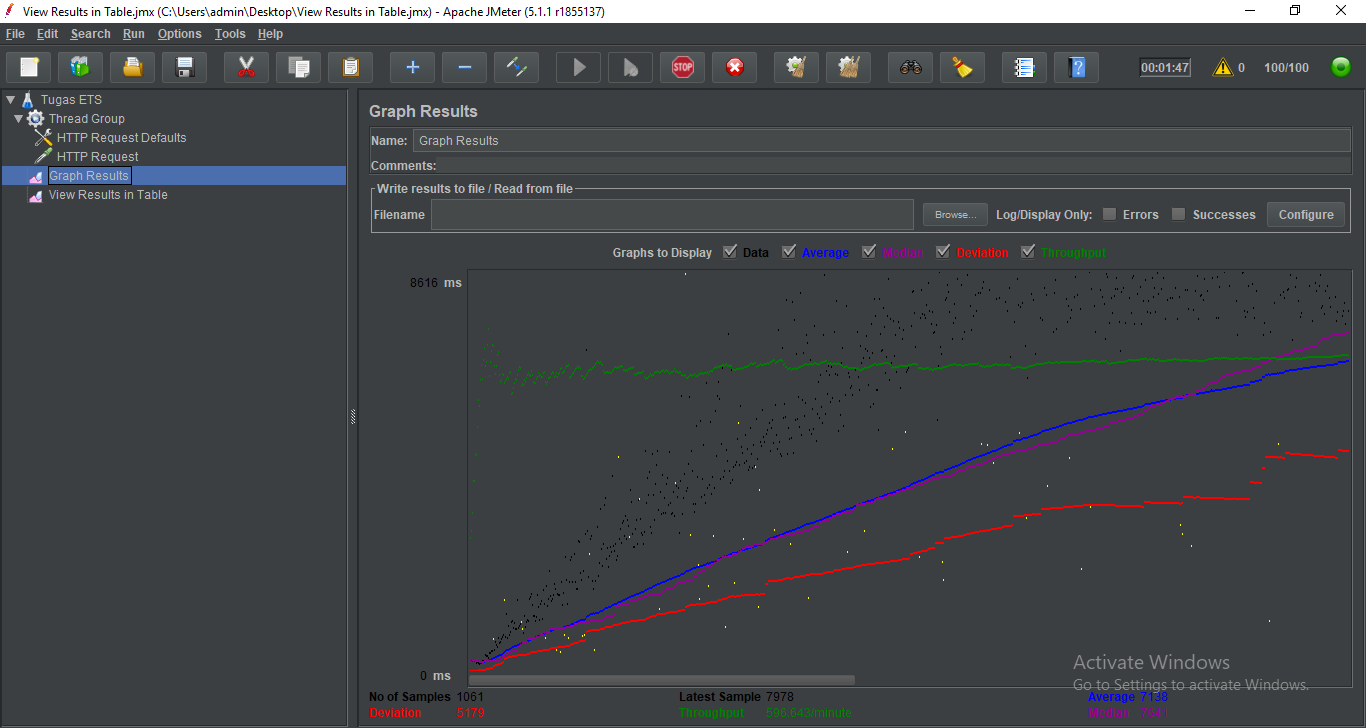 View Results in Table.jmx (C:\Users\admin\Desktop\View Results in Table.jmx) - Apache JMeter (5.1.1 r1855137)
File Edit Search Run Options Tools Help
STOP ? 00:01:47 ! 0 100/100
Tugas ETS
Thread Group
HTTP Request Defaults
HTTP Request
Graph Results
View Results in Table
Graph Results
Name: Graph Results
Comments:
Write results to file / Read from file
Filename Browse... Log/Display Only: Errors Successes Configure
Graphs to Display Data Average Median Deviation Throughput
8616 ms
0 ms
Activate Windows
Go to Settings to activate Windows.
No of Samples 1061 Latest Sample 7978 Average 7138
Deviation 5179 Throughput 596.643/minute Median